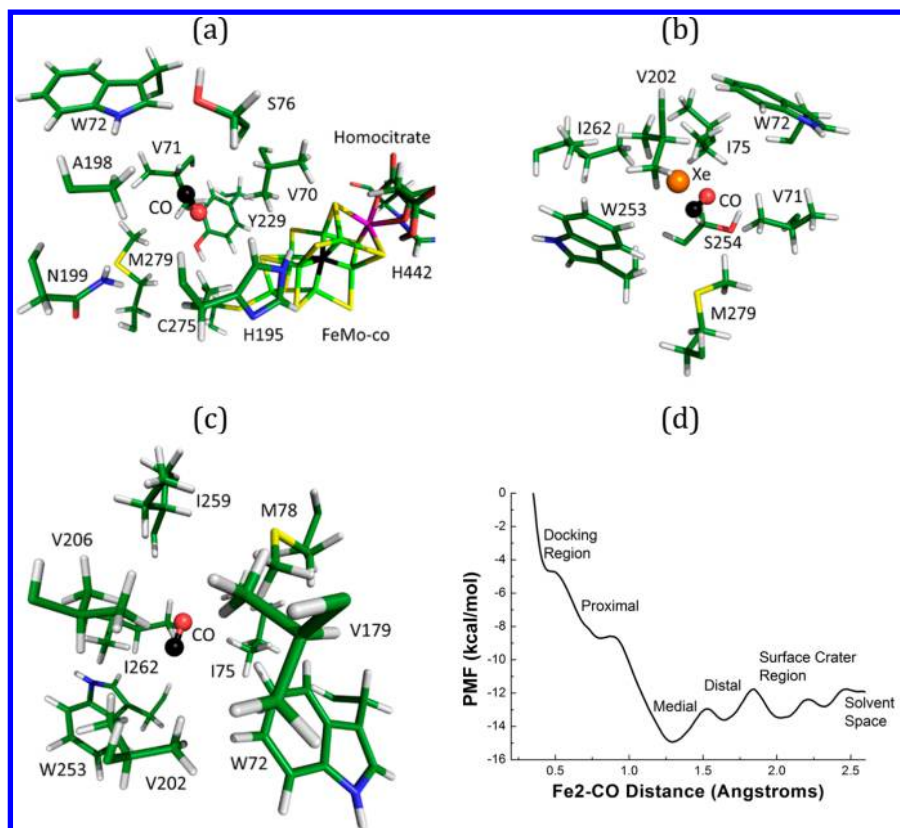 (a)
W72
S76
Homocitrate
A198
V71
V70
CO
Y229
M279
N199
H442
C275
H195
FeMo-co
(b)
V202
W72
I262
I75
Xe
CO
V71
W253
S254
M279
(c)
I259
M78
V206
CO
V179
I262
I75
W253
W72
V202
(d)
PMF (kcal/mol)
0
-2
-4
-6
-8
-10
-12
-14
-16
Docking
Region
Proximal
Medial
Distal
Surface Crater
Region
Solvent
Space
0.5 1.0 1.5 2.0 2.5
Fe2-CO Distance (Angstroms)